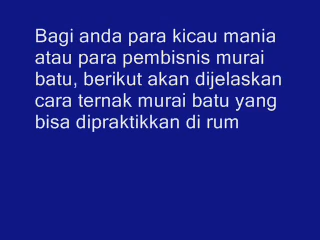 Bagi anda para kicau mania
atau para pembisnis murai
batu, berikut akan dijelaskan
cara ternak murai batu yang
bisa dipraktikkan di rum